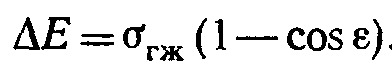 ΔE = σгж (1 — cos ε).